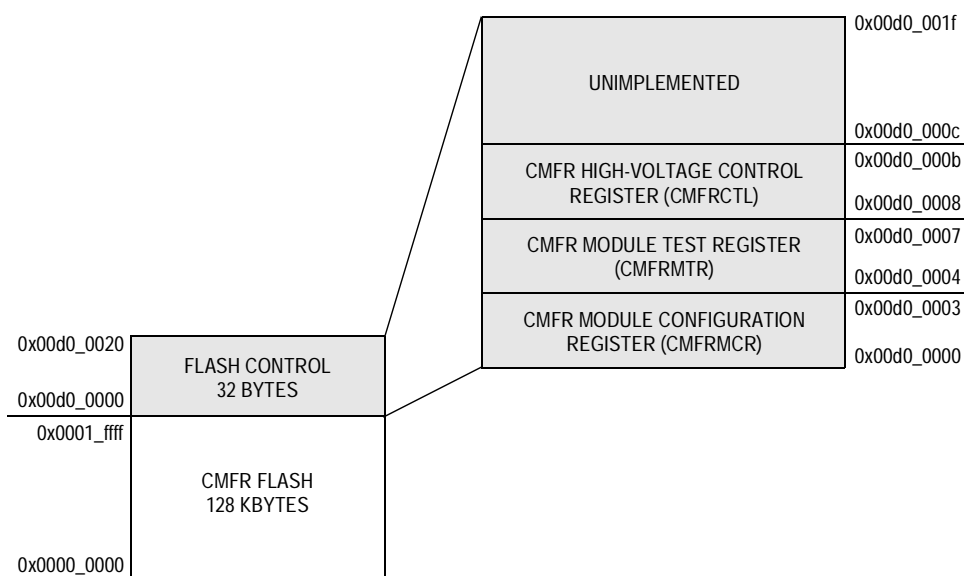 0x00d0_001f
UNIMPLEMENTED
0x00d0_000c
CMFR HIGH-VOLTAGE CONTROL
REGISTER (CMFRCTL)
0x00d0_000b
0x00d0_0008
CMFR MODULE TEST REGISTER
(CMFRMTR)
0x00d0_0007
0x00d0_0004
CMFR MODULE CONFIGURATION
REGISTER (CMFRMCR)
0x00d0_0003
0x00d0_0000
0x00d0_0020
FLASH CONTROL
32 BYTES
0x00d0_0000
0x0001_ffff
CMFR FLASH
128 KBYTES
0x0000_0000